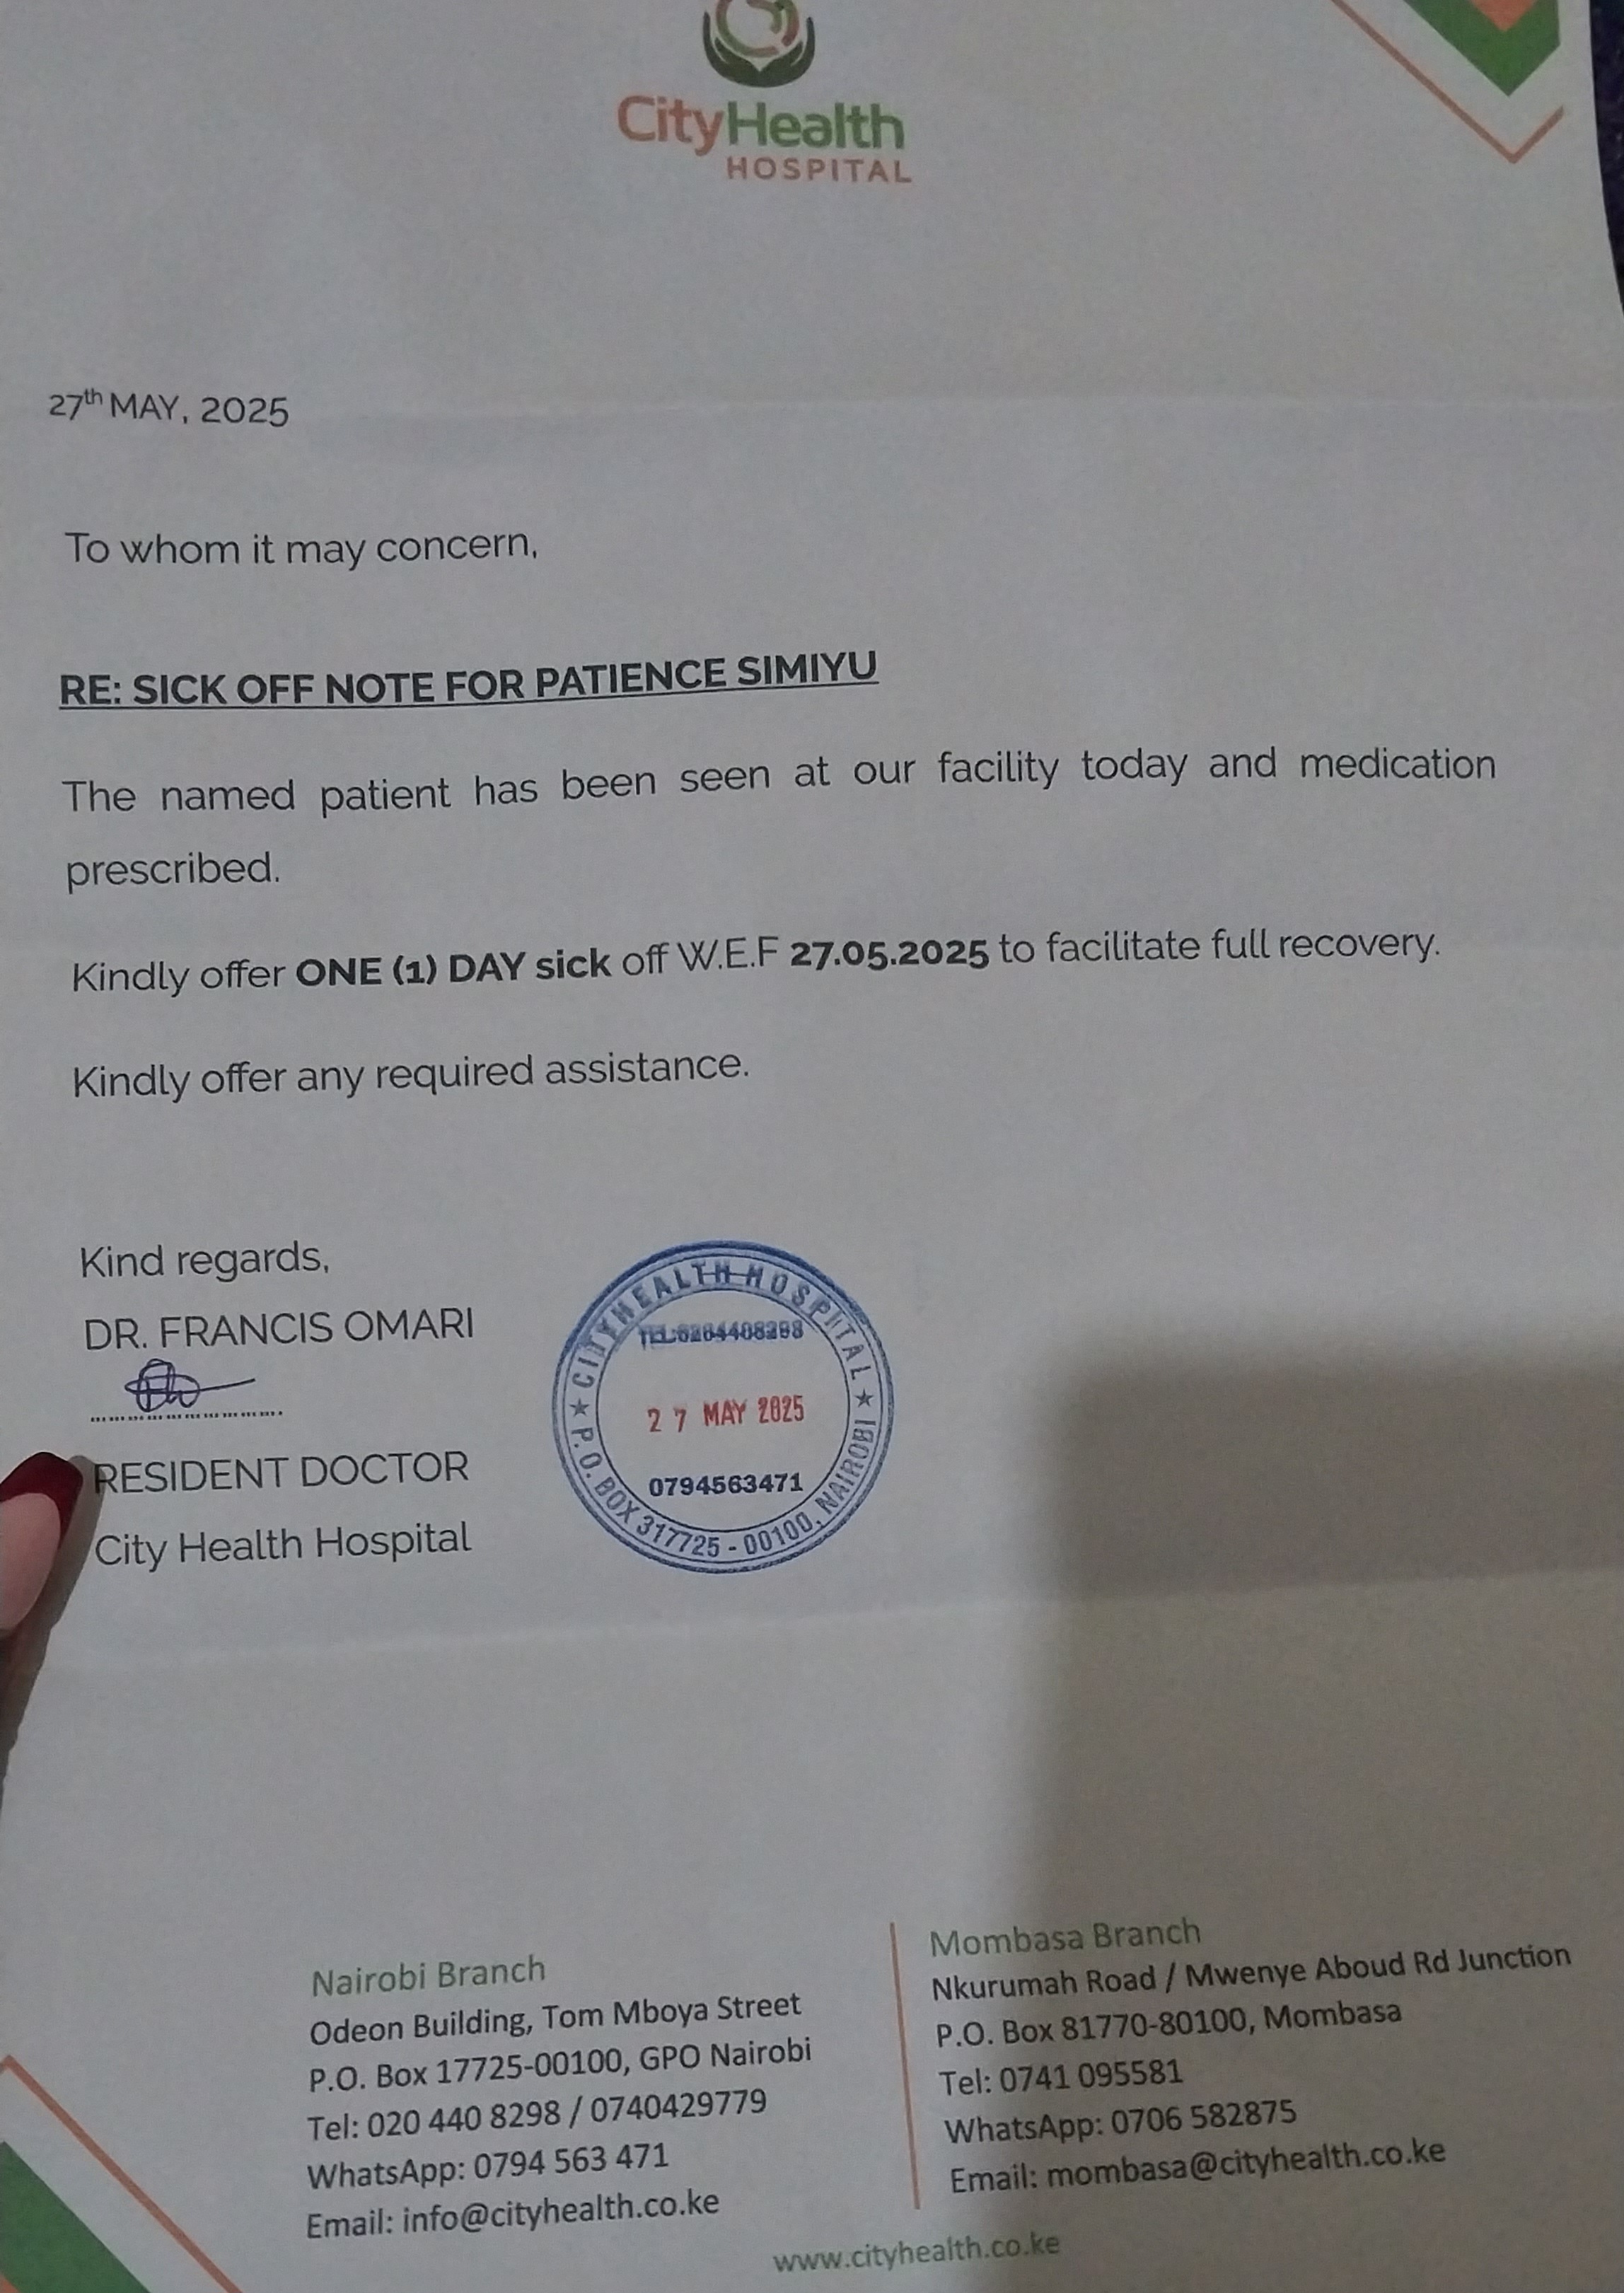 CityHealth
HOSPITAL
27th MAY, 2025
To whom it may concern,
RE: SICK OFF NOTE FOR PATIENCE SIMIYU
The named patient has been seen at our facility today and medication
prescribed.
Kindly offer ONE (1) DAY sick off W.E.F 27.05.2025 to facilitate full recovery.
Kindly offer any required assistance.
Kind regards,
DR. FRANCIS OMARI
RESIDENT DOCTOR
City Health Hospital
★ CITYHEALTH HOSPITAL ★
27 MAY 2025
0794563471
P.O. BOX 317725 - 00100, NAIROBI
Nairobi Branch
Odeon Building, Tom Mboya Street
P.O. Box 17725-00100, GPO Nairobi
Tel: 020 440 8298 / 0740429779
WhatsApp: 0794 563 471
Email: info@cityhealth.co.ke
Mombasa Branch
Nkurumah Road / Mwenye Aboud Rd Junction
P.O. Box 81770-80100, Mombasa
Tel: 0741 095581
WhatsApp: 0706 582875
Email: mombasa@cityhealth.co.ke
www.cityhealth.co.ke